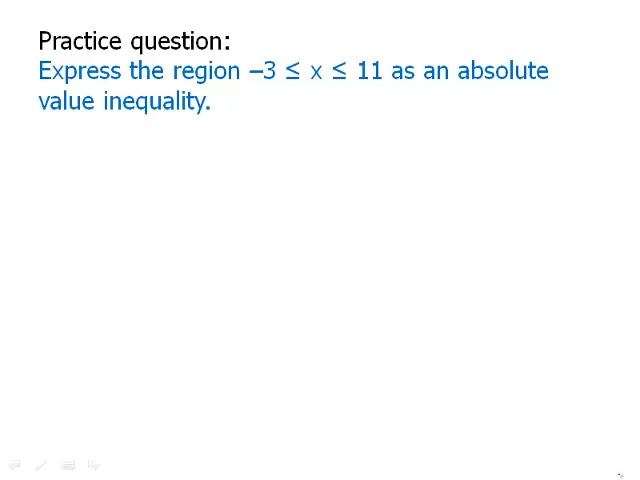 Practice question:
Express the region –3 ≤ x ≤ 11 as an absolute
value inequality.